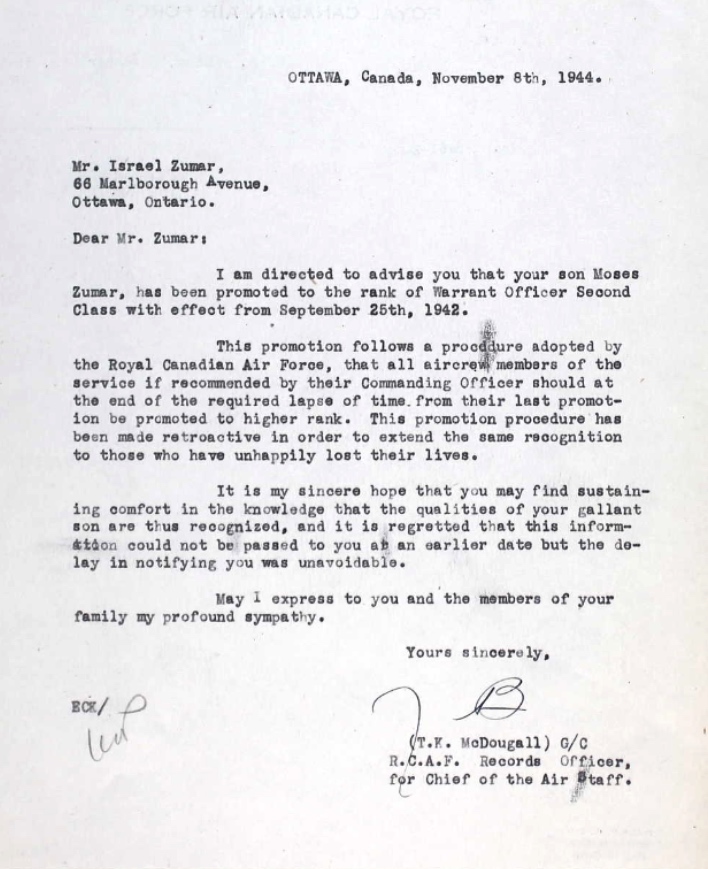 ROYAL CANADIAN AIR FORCE
OTTAWA, Canada, November 8th, 1944.
Mr. Israel Zumar,
66 Marlborough Avenue,
Ottawa, Ontario.
Dear Mr. Zumar:
I am directed to advise you that your son Moses
Zumar, has been promoted to the rank of Warrant Officer Second
Class with effect from September 25th, 1942.
This promotion follows a procddure adopted by
the Royal Canadian Air Force, that all aircrew members of the
service if recommended by their Commanding Officer should at
the end of the required lapse of time from their last promot-
ion be promoted to higher rank. This promotion procedure has
been made retroactive in order to extend the same recognition
to those who have unhappily lost their lives.
It is my sincere hope that you may find sustain-
ing comfort in the knowledge that the qualities of your gallant
son are thus recognized, and it is regretted that this inform-
ation could not be passed to you at an earlier date but the de-
lay in notifying you was unavoidable.
May I express to you and the members of your
family my profound sympathy.
Yours sincerely,
ECK/
(T.K. McDougall) G/C
R.C.A.F. Records Officer,
for Chief of the Air Staff.